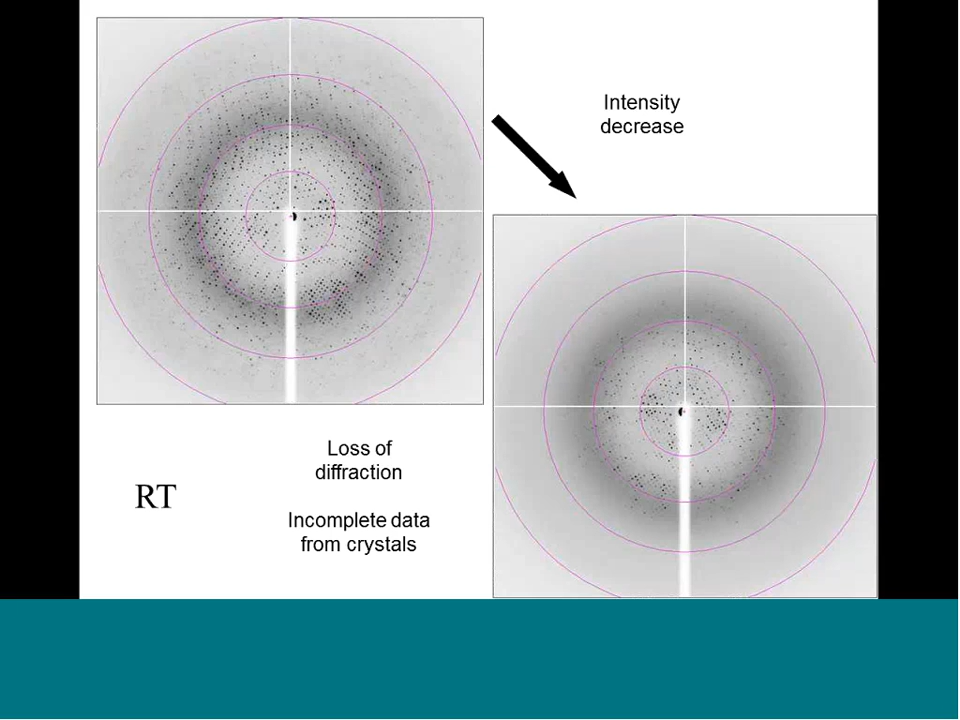 Intensity
decrease
Loss of
diffraction
RT
Incomplete data
from crystals